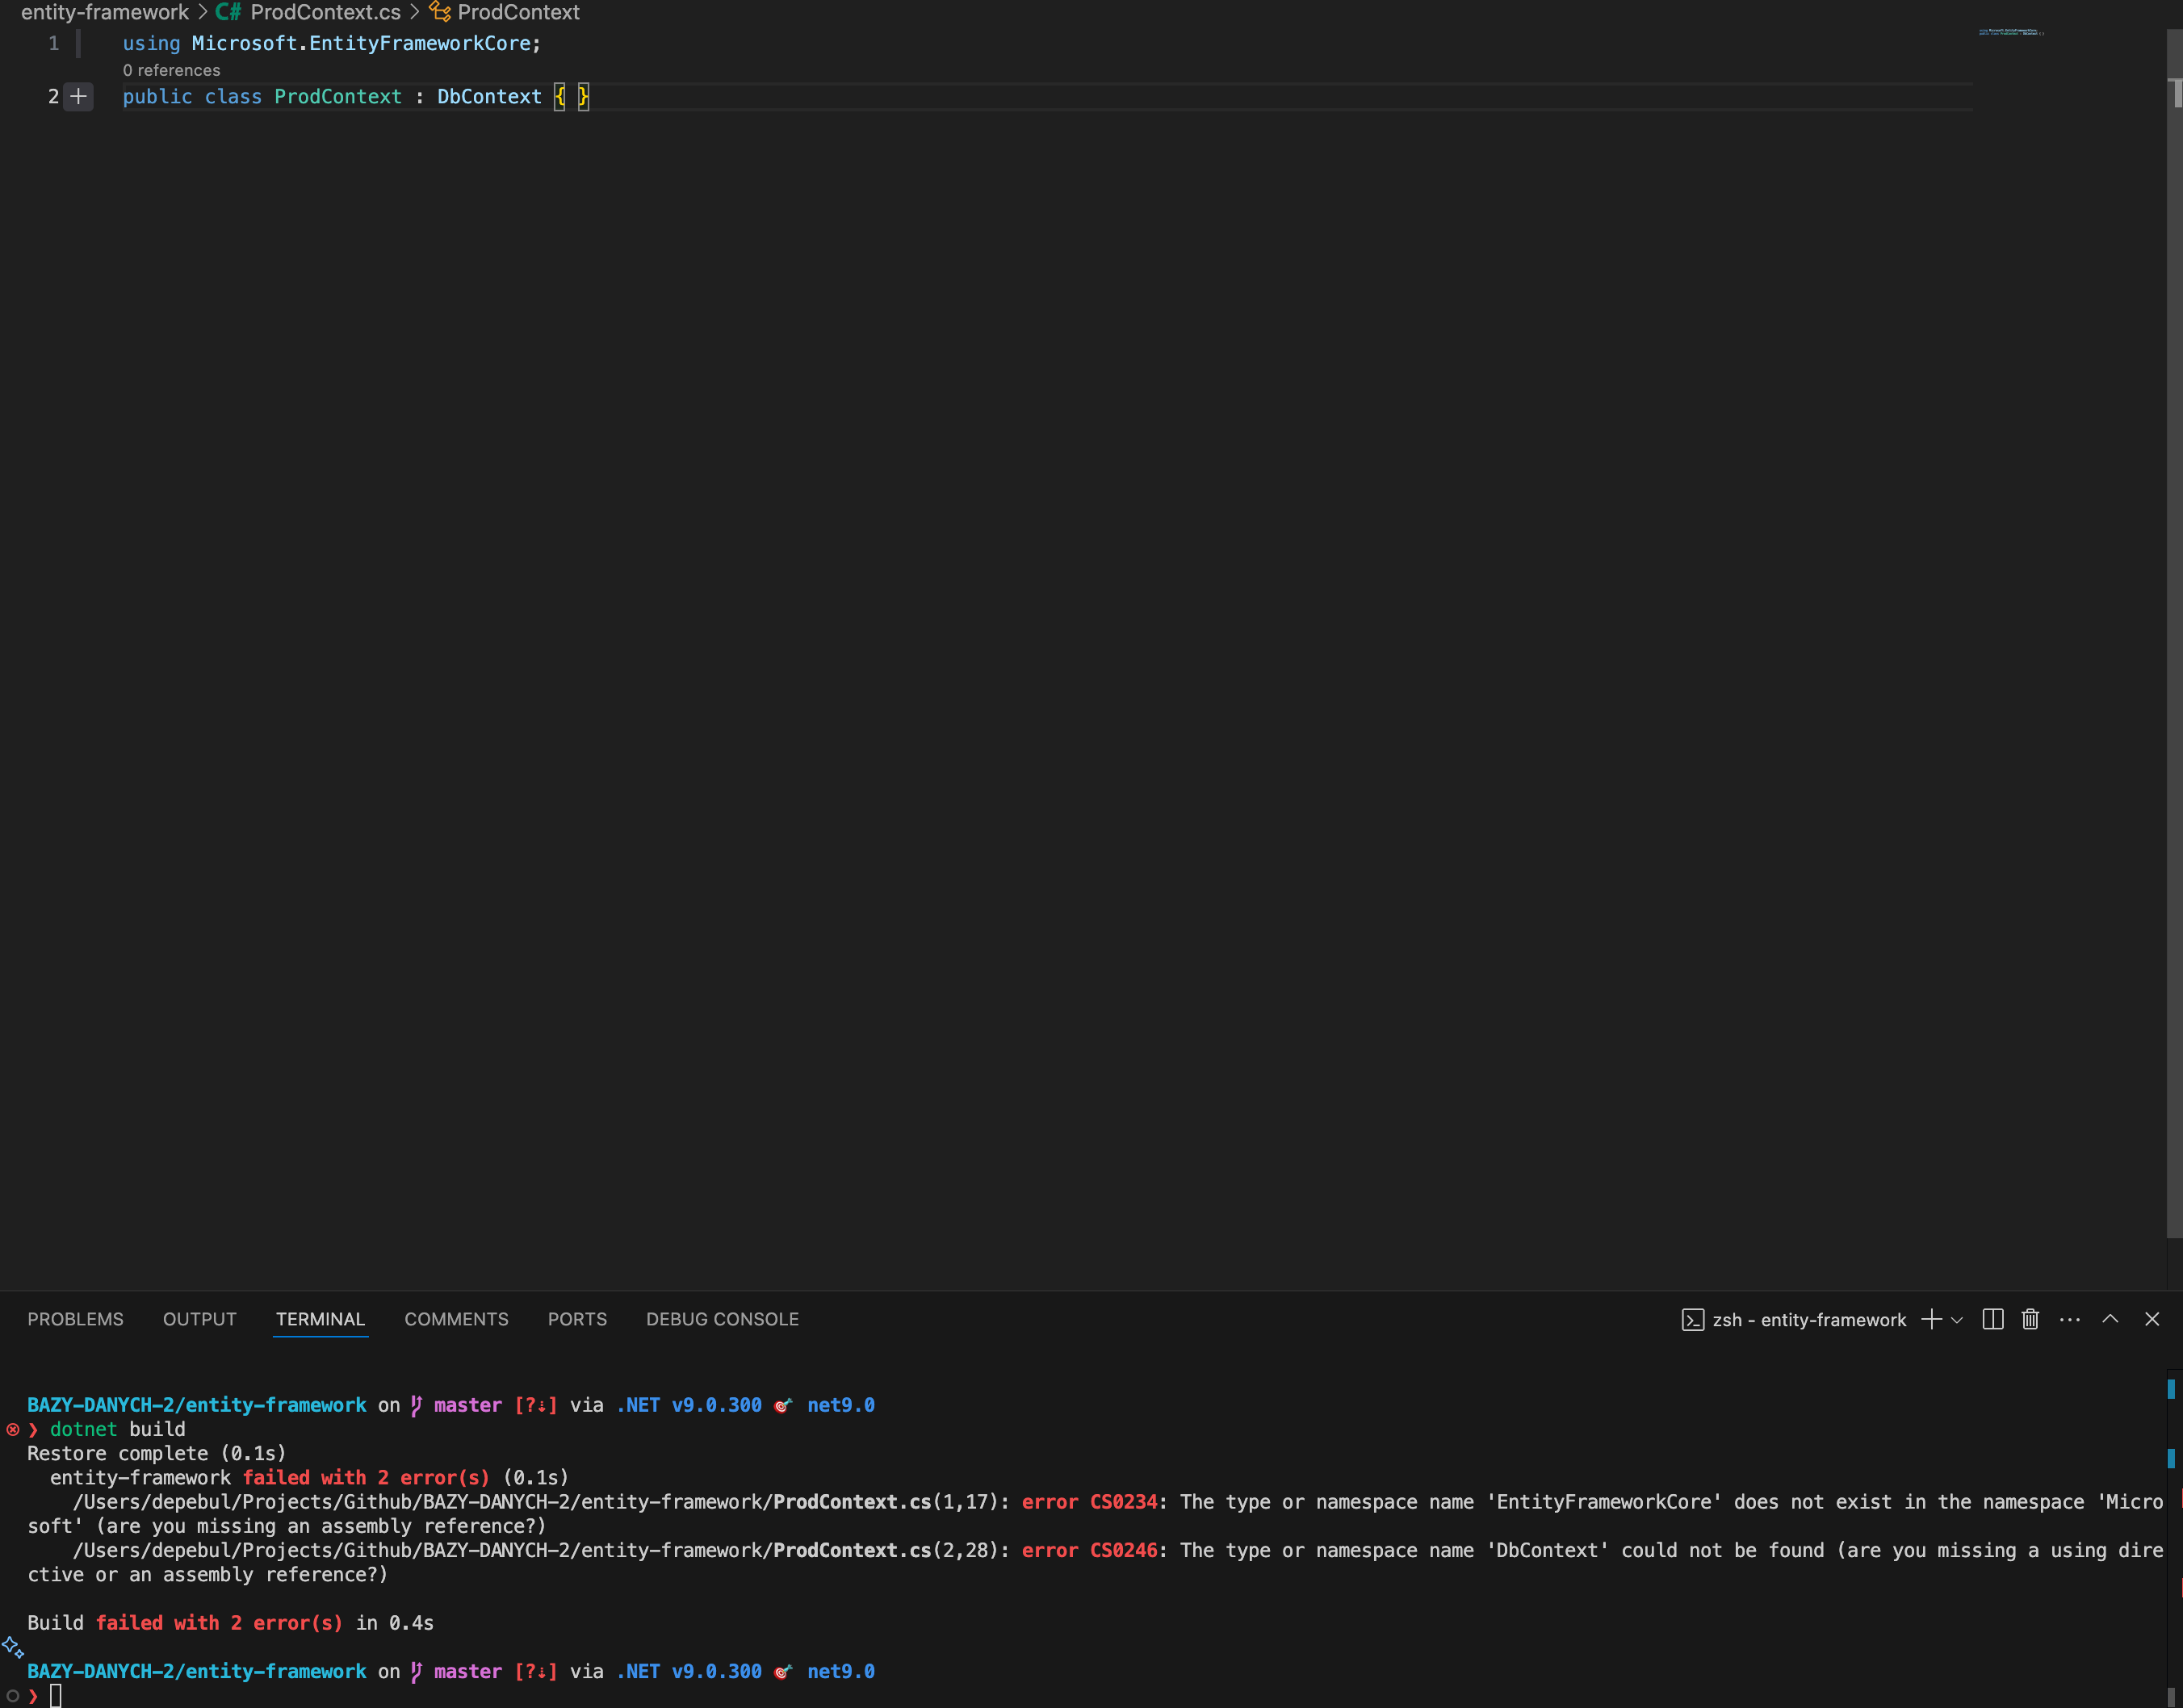 entity-framework > C# ProdContext.cs > ProdContext
1 using Microsoft.EntityFrameworkCore;
0 references
2 + public class ProdContext : DbContext { }
PROBLEMS OUTPUT TERMINAL COMMENTS PORTS DEBUG CONSOLE zsh - entity-framework
BAZY-DANYCH-2/entity-framework on master [?⇣] via .NET v9.0.300 🎯 net9.0
❯ dotnet build
Restore complete (0.1s)
entity-framework failed with 2 error(s) (0.1s)
/Users/depebul/Projects/Github/BAZY-DANYCH-2/entity-framework/ProdContext.cs(1,17): error CS0234: The type or namespace name 'EntityFrameworkCore' does not exist in the namespace 'Micro
soft' (are you missing an assembly reference?)
/Users/depebul/Projects/Github/BAZY-DANYCH-2/entity-framework/ProdContext.cs(2,28): error CS0246: The type or namespace name 'DbContext' could not be found (are you missing a using dire
ctive or an assembly reference?)
Build failed with 2 error(s) in 0.4s
BAZY-DANYCH-2/entity-framework on master [?⇣] via .NET v9.0.300 🎯 net9.0
❯